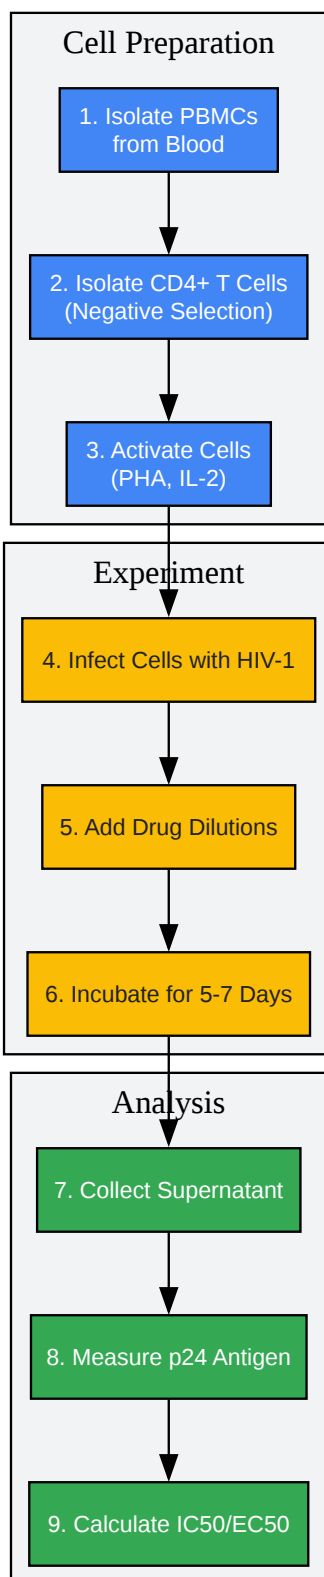 Cell Preparation
1. Isolate PBMCs
from Blood
2. Isolate CD4+ T Cells
(Negative Selection)
3. Activate Cells
(PHA, IL-2)
Experiment
4. Infect Cells with HIV-1
5. Add Drug Dilutions
6. Incubate for 5-7 Days
Analysis
7. Collect Supernatant
8. Measure p24 Antigen
9. Calculate IC50/EC50